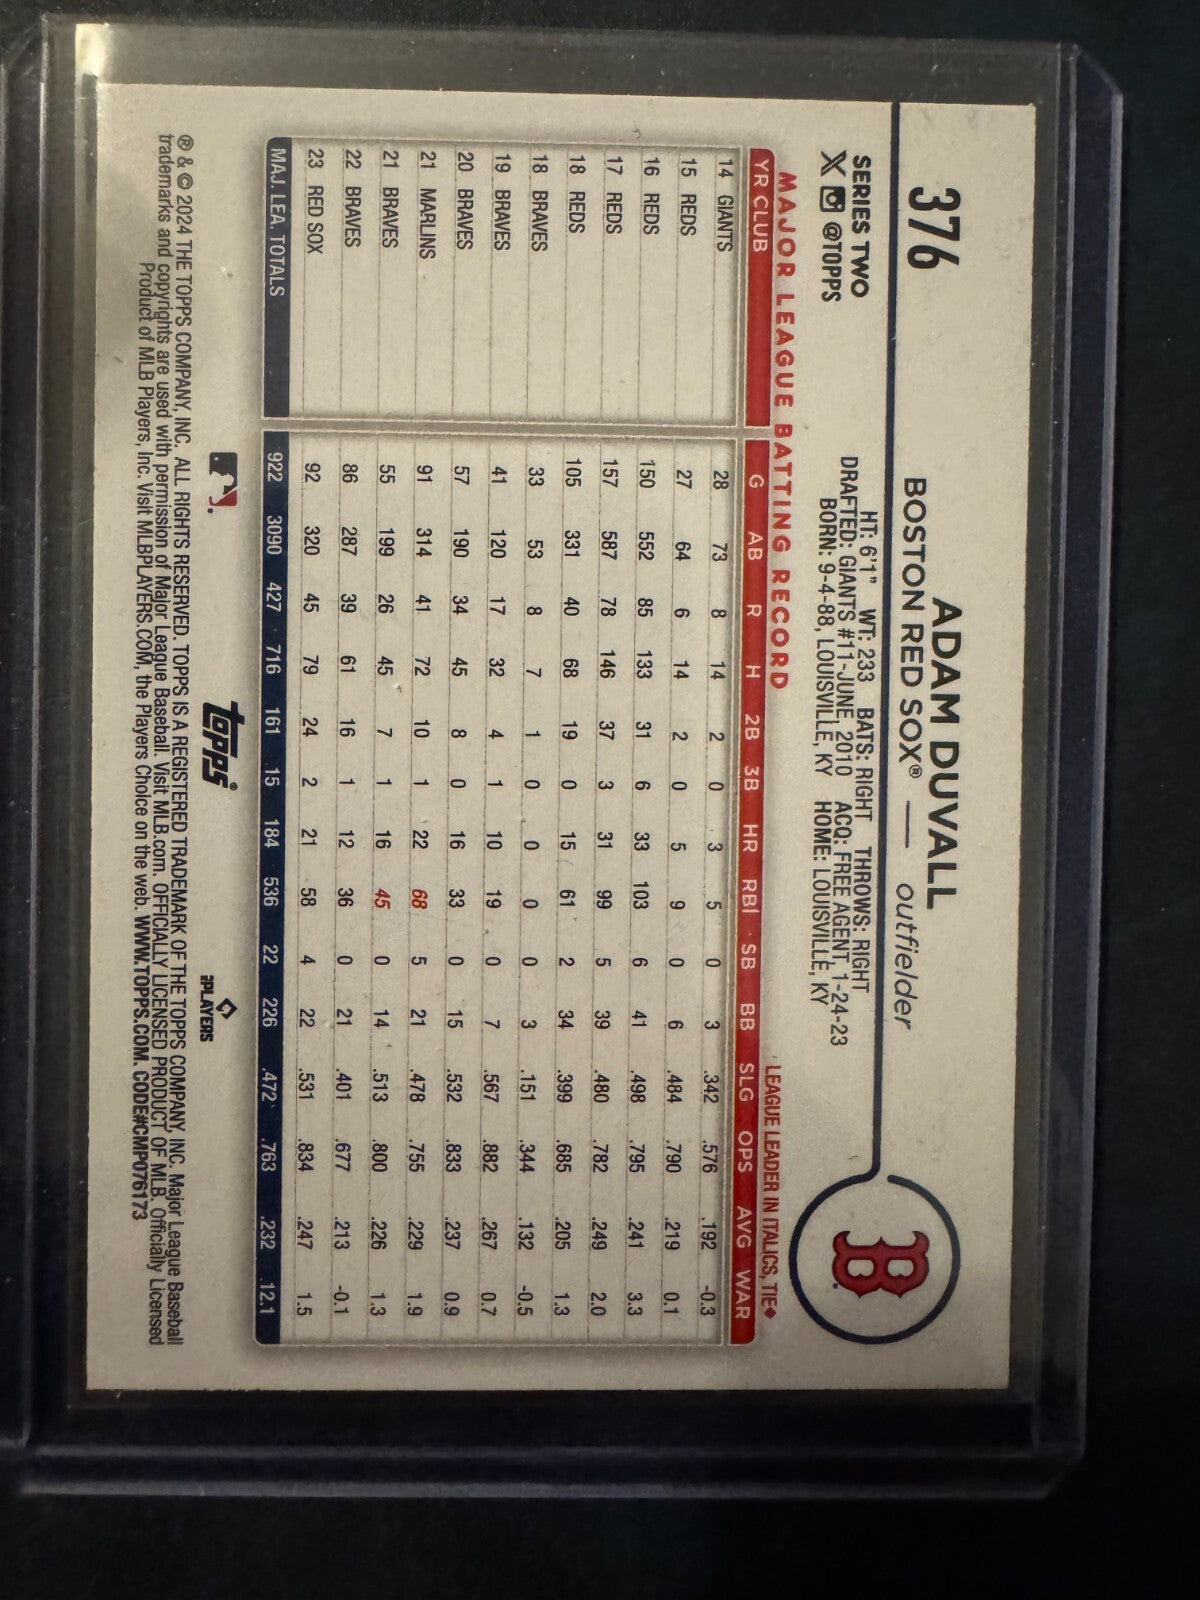 376
ADAM DUVALL
BOSTON RED SOX® — outfielder
SERIES TWO
X @TOPPS
HT: 6'1" WT: 233 BATS: RIGHT THROWS: RIGHT
DRAFTED: GIANTS #11-JUNE, 2010 ACQ: FREE AGENT, 1-24-23
BORN: 9-4-88, LOUISVILLE, KY HOME: LOUISVILLE, KY
B
MAJOR LEAGUE BATTING RECORD
LEAGUE LEADER IN ITALICS, TIE◆
YR CLUB G AB R H 2B 3B HR RBI SB BB SLG OPS AVG WAR
14 GIANTS 28 73 8 14 2 0 3 5 0 3 .342 .576 .192 -0.3
15 REDS 27 64 6 14 2 0 5 9 0 6 .484 .790 .219 0.1
16 REDS 150 552 85 133 31 6 33 103 6 41 .498 .795 .241 3.3
17 REDS 157 587 78 146 37 3 31 99 5 39 .480 .782 .249 2.0
18 REDS 105 331 40 68 19 0 15 61 2 34 .399 .685 .205 1.3
18 BRAVES 33 53 8 7 1 0 0 0 0 3 .151 .344 .132 -0.5
19 BRAVES 41 120 17 32 4 1 10 19 0 7 .567 .882 .267 0.7
20 BRAVES 57 190 34 45 8 0 16 33 0 15 .532 .833 .237 0.9
21 MARLINS 91 314 41 72 10 1 22 68 5 21 .478 .755 .229 1.9
21 BRAVES 55 199 26 45 7 1 16 45 0 14 .513 .800 .226 1.3
22 BRAVES 86 287 39 61 16 1 12 36 0 21 .401 .677 .213 -0.1
23 RED SOX 92 320 45 79 24 2 21 58 4 22 .531 .834 .247 1.5
MAJ. LEA. TOTALS 922 3090 427 716 161 15 184 536 22 226 .472 .763 .232 12.1
topps®
PLAYERS
® & © 2024 THE TOPPS COMPANY, INC. ALL RIGHTS RESERVED. TOPPS IS A REGISTERED TRADEMARK OF THE TOPPS COMPANY, INC. Major League Baseball
trademarks and copyrights are used with permission of Major League Baseball. Visit MLB.com. OFFICIALLY LICENSED PRODUCT OF MLB. Officially Licensed
Product of MLB Players, Inc. Visit MLBPLAYERS.COM, the Players Choice on the web. WWW.TOPPS.COM. CODE#CMP076173